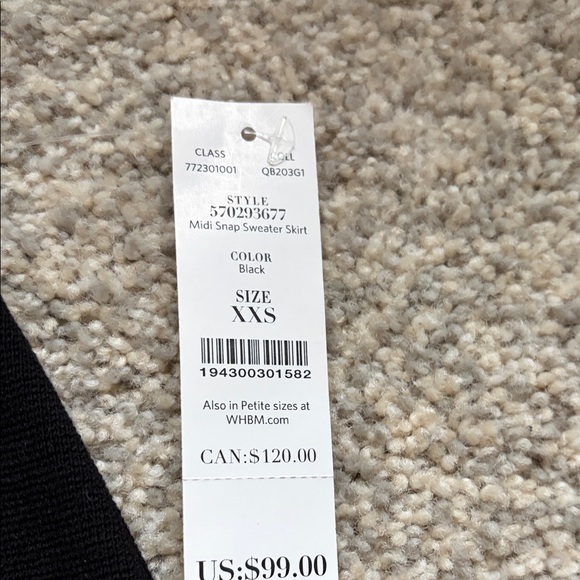 CLASS
772301001 QB203G1
STYLE
570293677
Midi Snap Sweater Skirt
COLOR
Black
SIZE
XXS
194300301582
Also in Petite sizes at
WHBM.com
CAN:$120.00
US:$99.00